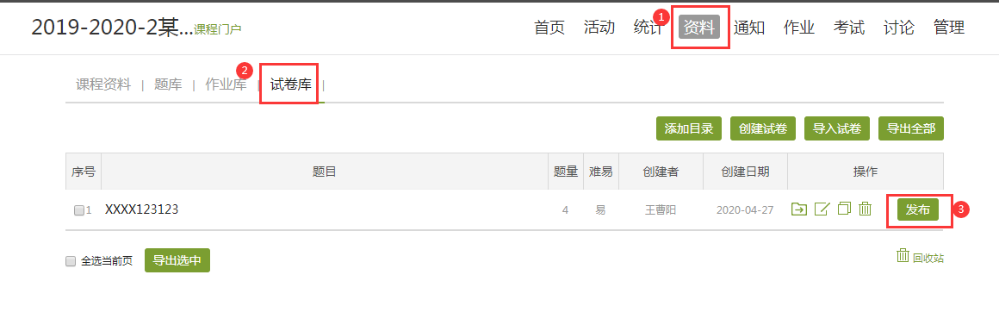 2019-2020-2某...课程门户 首页 活动 统计 1 资料 通知 作业 考试 讨论 管理
课程资料 | 题库 | 作业库 2 | 试卷库 |
添加目录 创建试卷 导入试卷 导出全部
序号 题目 题量 难易 创建者 创建日期 操作
1 XXXX123123 4 易 王曹阳 2020-04-27 发布 3
全选当前页 导出选中 回收站